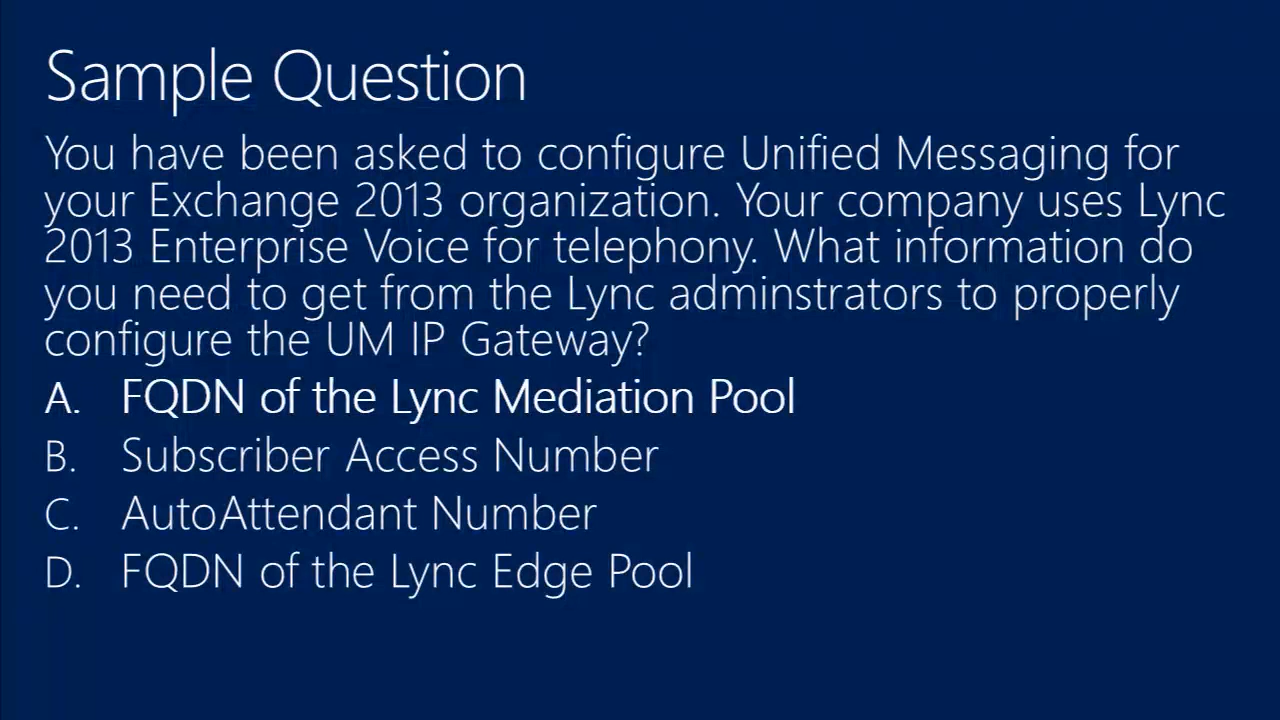 Sample Question
You have been asked to configure Unified Messaging for
your Exchange 2013 organization. Your company uses Lync
2013 Enterprise Voice for telephony. What information do
you need to get from the Lync adminstrators to properly
configure the UM IP Gateway?
A. FQDN of the Lync Mediation Pool
B. Subscriber Access Number
C. AutoAttendant Number
D. FQDN of the Lync Edge Pool